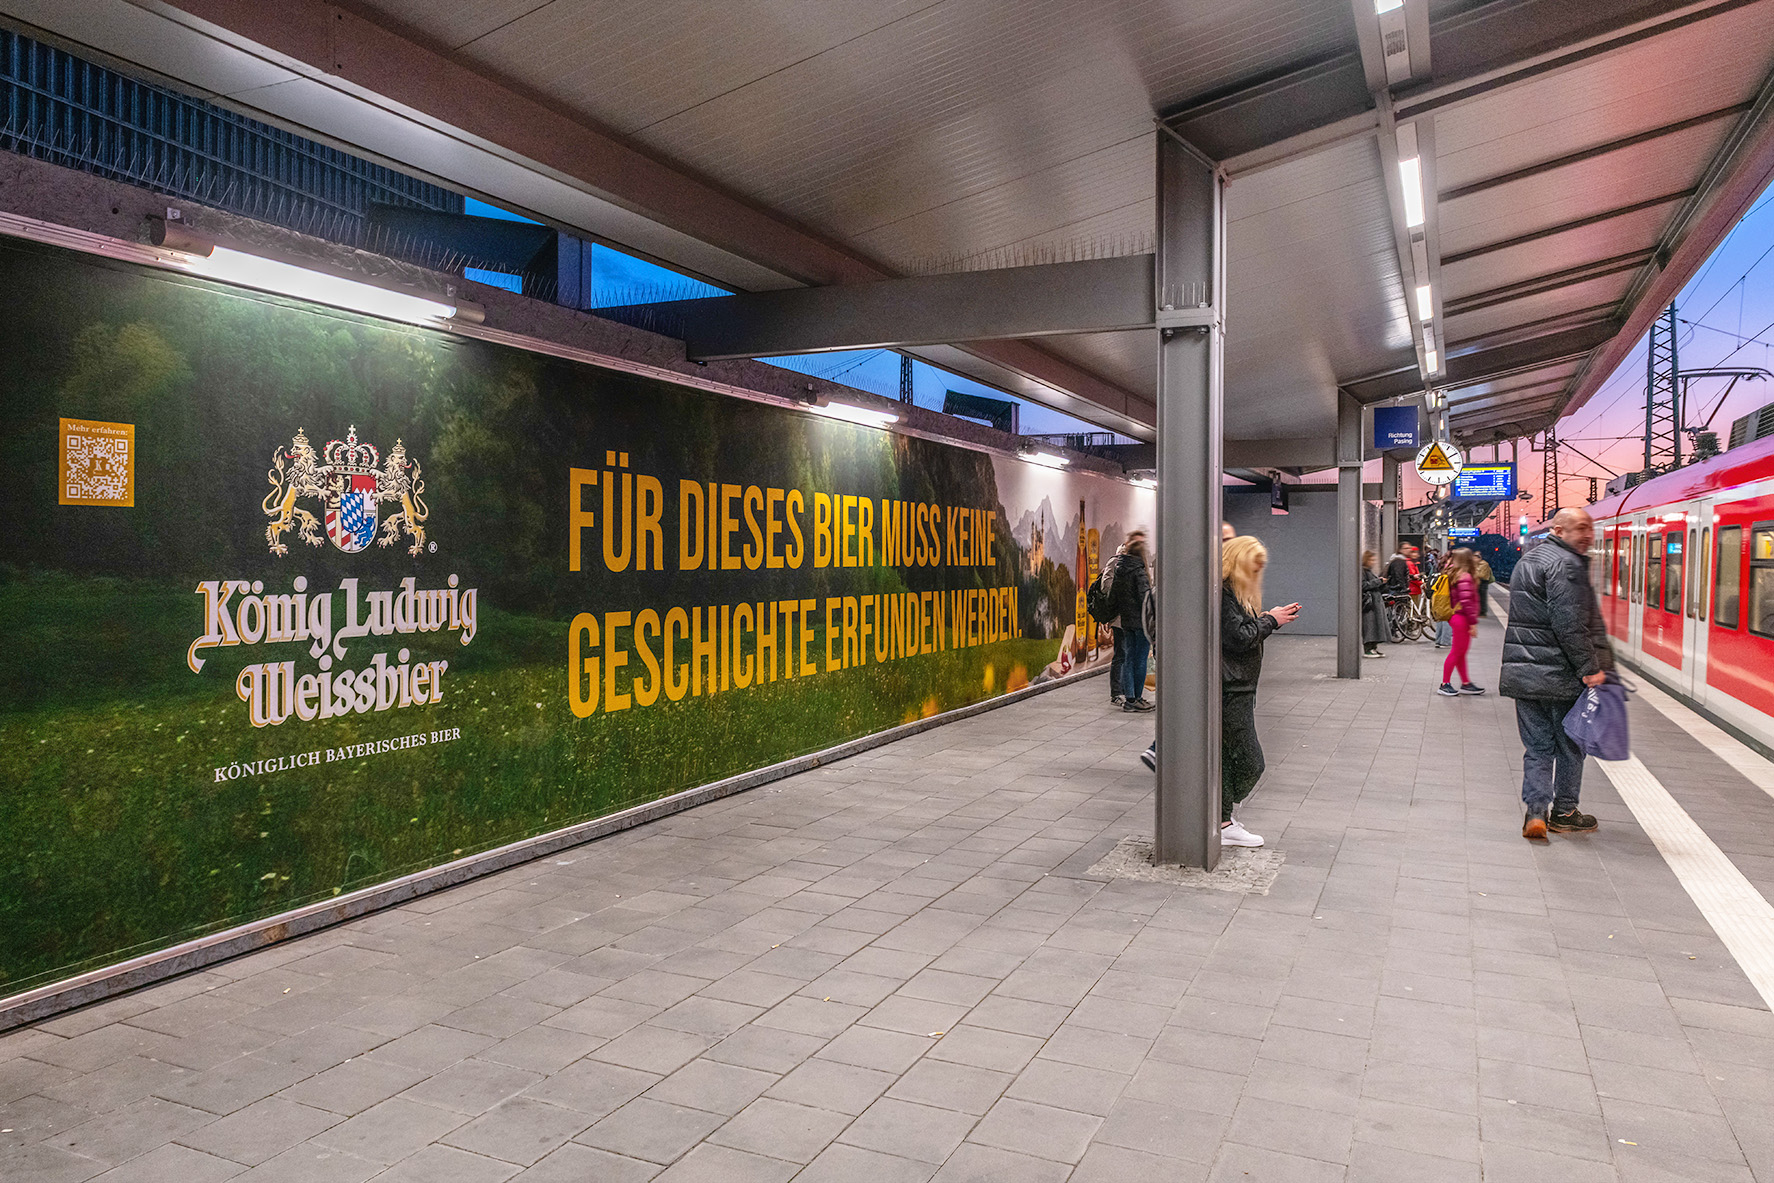 Mehr erfahren:
König Ludwig
Weissbier
®
KÖNIGLICH BAYERISCHES BIER
FÜR DIESES BIER MUSS KEINE
GESCHICHTE ERFUNDEN WERDEN.
Richtung
Pasing